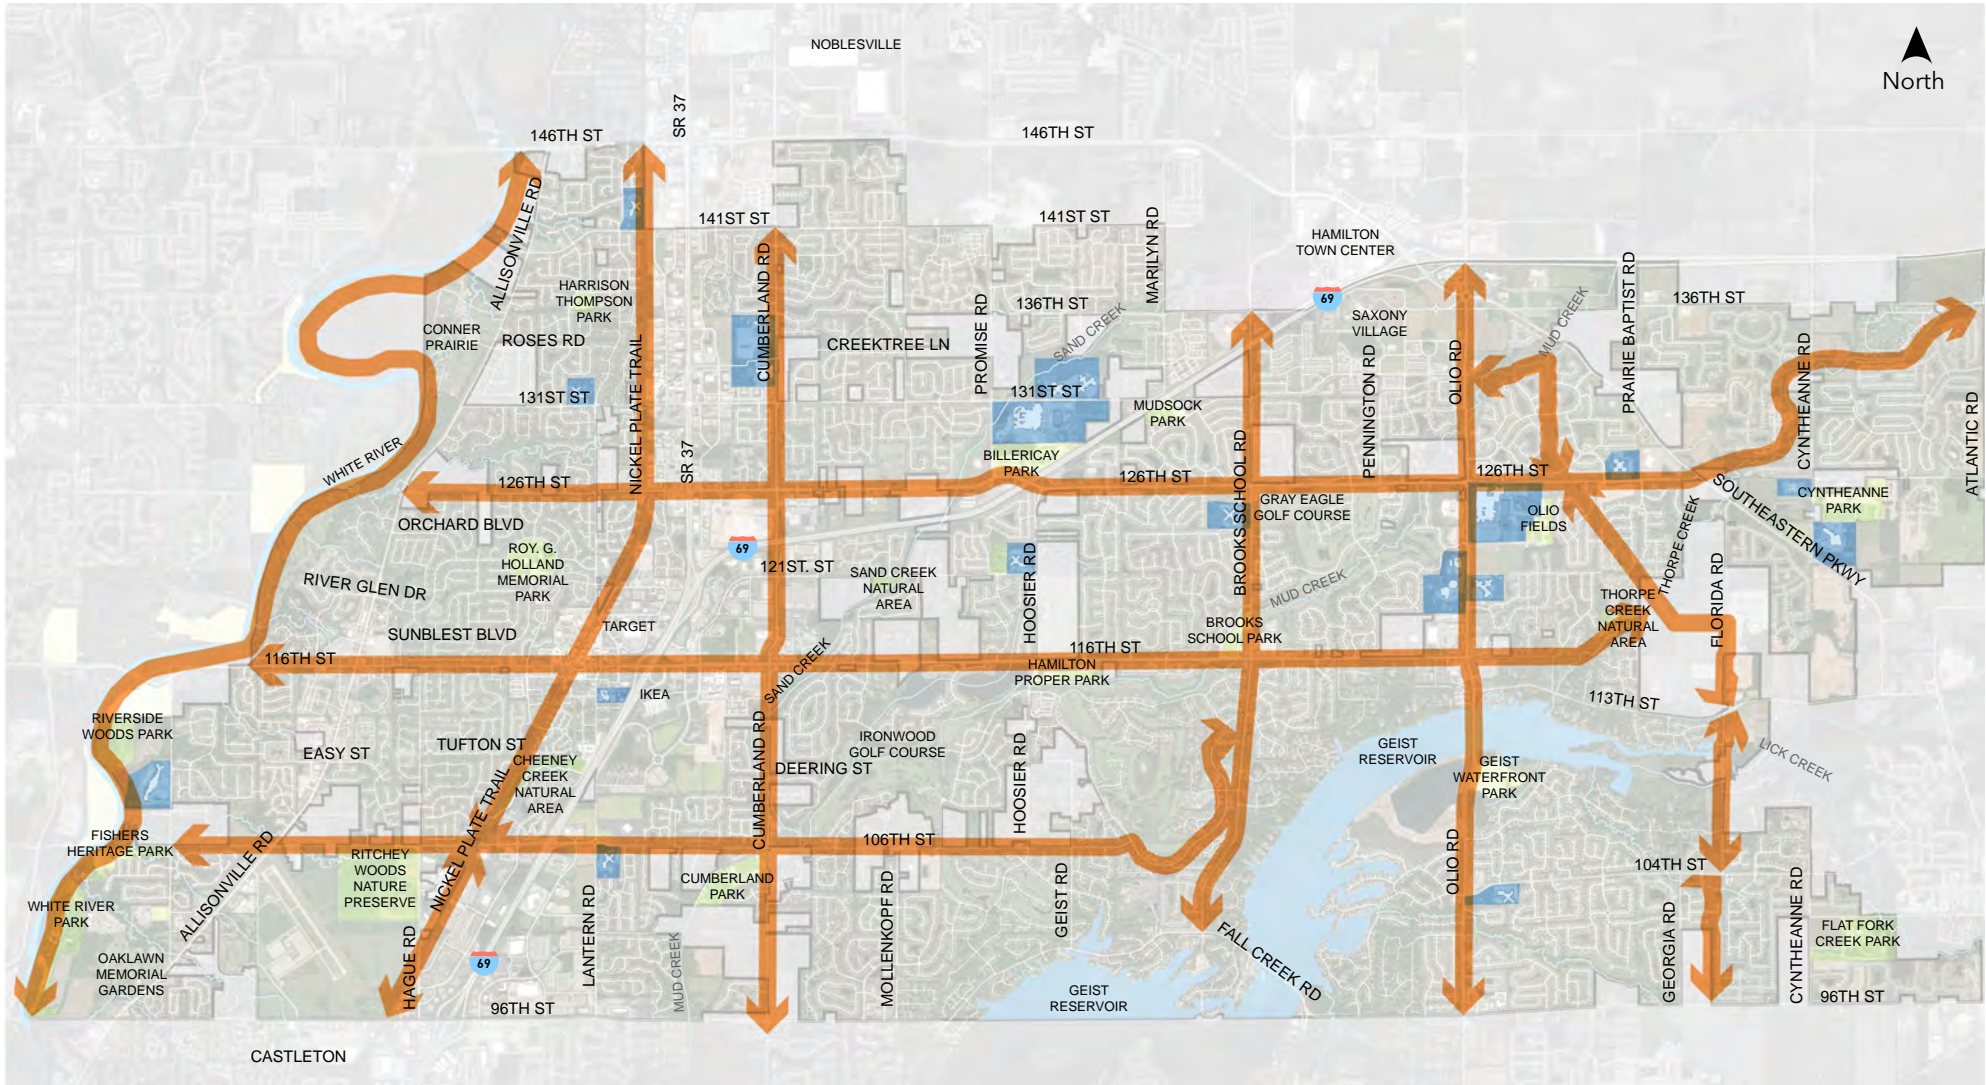 NOBLESVILLE
North
SR 37
146TH ST
146TH ST
ALLISONVILLE RD
141ST ST
141ST ST
MARILYN RD
HAMILTON
TOWN CENTER
CUMBERLAND RD
PRAIRIE BAPTIST RD
HARRISON
THOMPSON
PARK
136TH ST
136TH ST
69
SAXONY
VILLAGE
MUD CREEK
SAND CREEK
CONNER
PRAIRIE
ROSES RD
NICKEL PLATE TRAIL
CREEKTREE LN
PROMISE RD
PENNINGTON RD
OLIO RD
CYNTHEANNE RD
131ST ST
131ST ST
MUDSOCK
PARK
ATLANTIC RD
WHITE RIVER
SR 37
BILLERICAY
PARK
BROOKS SCHOOL RD
126TH ST
126TH ST
126TH ST
SOUTHEASTERN PKWY
CYNTHEANNE
PARK
GRAY EAGLE
GOLF COURSE
OLIO
FIELDS
ORCHARD BLVD
THORPE CREEK
69
ROY. G.
HOLLAND
MEMORIAL
PARK
121ST. ST
SAND CREEK
NATURAL
AREA
HOOSIER RD
MUD CREEK
RIVER GLEN DR
FLORIDA RD
THORPE
CREEK
NATURAL
AREA
SUNBLEST BLVD
TARGET
BROOKS
SCHOOL PARK
116TH ST
116TH ST
SAND CREEK
HAMILTON
PROPER PARK
IKEA
113TH ST
RIVERSIDE
WOODS PARK
EASY ST
TUFTON ST
CHEENEY
CREEK
NATURAL
AREA
CUMBERLAND RD
IRONWOOD
GOLF COURSE
DEERING ST
HOOSIER RD
GEIST
RESERVOIR
GEIST
WATERFRONT
PARK
LICK CREEK
NICKEL PLATE TRAIL
FISHERS
HERITAGE PARK
ALLISONVILLE RD
106TH ST
OLIO RD
104TH ST
RITCHEY
WOODS
NATURE
PRESERVE
LANTERN RD
CUMBERLAND
PARK
MOLLENKOPF RD
GEIST RD
CYNTHEANNE RD
WHITE RIVER
PARK
FALL CREEK RD
GEORGIA RD
FLAT FORK
CREEK PARK
OAKLAWN
MEMORIAL
GARDENS
HAGUE RD
69
MUD CREEK
96TH ST
GEIST
RESERVOIR
96TH ST
CASTLETON